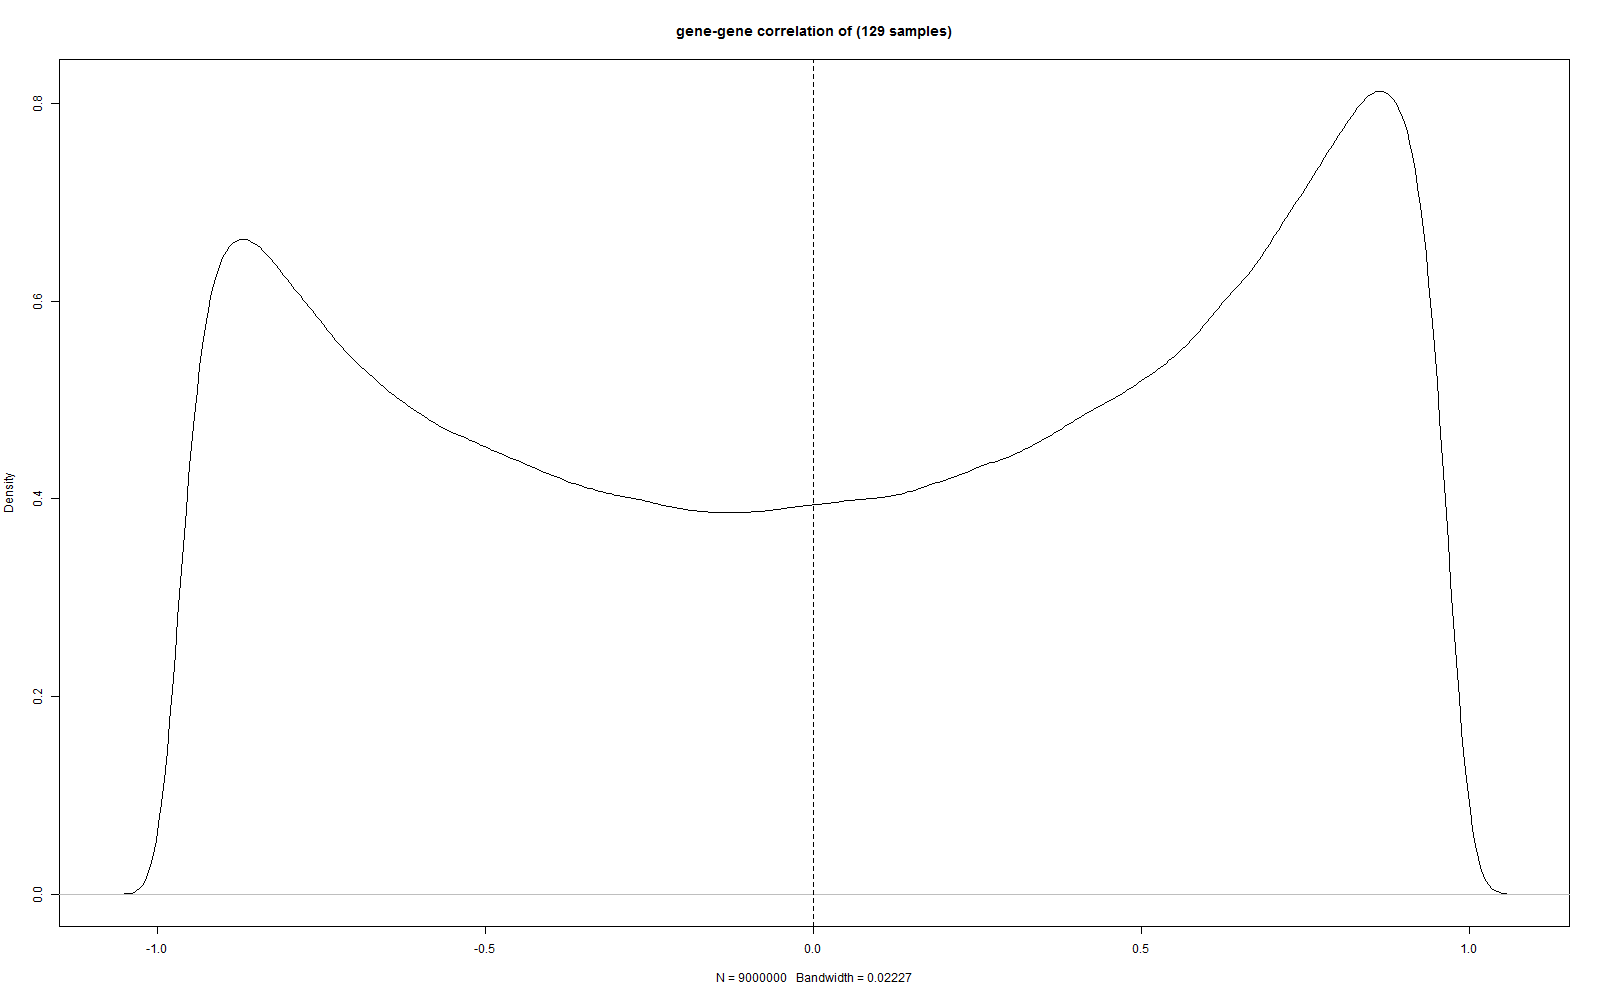 gene-gene correlation of (129 samples)
Density
0.8
0.6
0.4
0.2
0.0
-1.0 -0.5 0.0 0.5 1.0
N = 9000000 Bandwidth = 0.02227